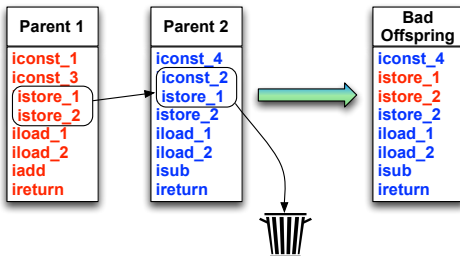 Parent 1
iconst_1
iconst_3
istore_1
istore_2
iload_1
iload_2
iadd
ireturn
Parent 2
iconst_4
iconst_2
istore_1
istore_2
iload_1
iload_2
isub
ireturn
Bad
Offspring
iconst_4
istore_1
istore_2
istore_2
iload_1
iload_2
isub
ireturn